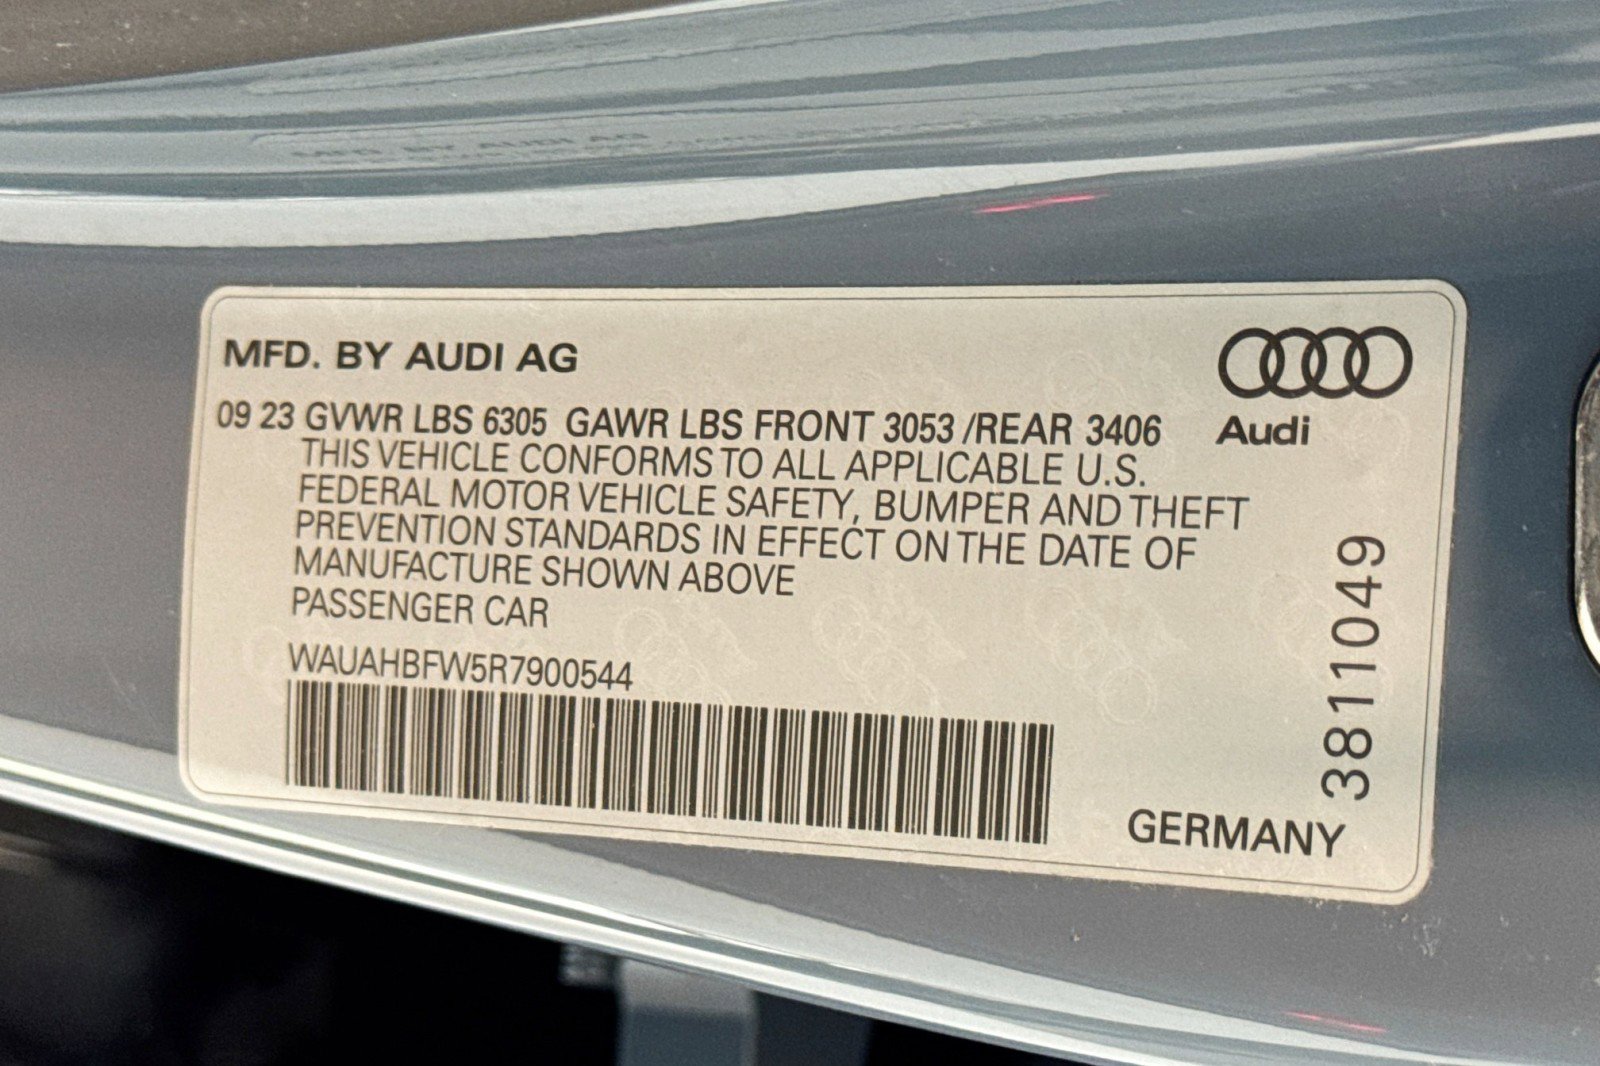 MFD. BY AUDI AG
09 23 GVWR LBS 6305 GAWR LBS FRONT 3053 /REAR 3406
Audi
THIS VEHICLE CONFORMS TO ALL APPLICABLE U.S.
FEDERAL MOTOR VEHICLE SAFETY, BUMPER AND THEFT
PREVENTION STANDARDS IN EFFECT ON THE DATE OF
MANUFACTURE SHOWN ABOVE
PASSENGER CAR
WAUAHBFW5R7900544
3811049
GERMANY